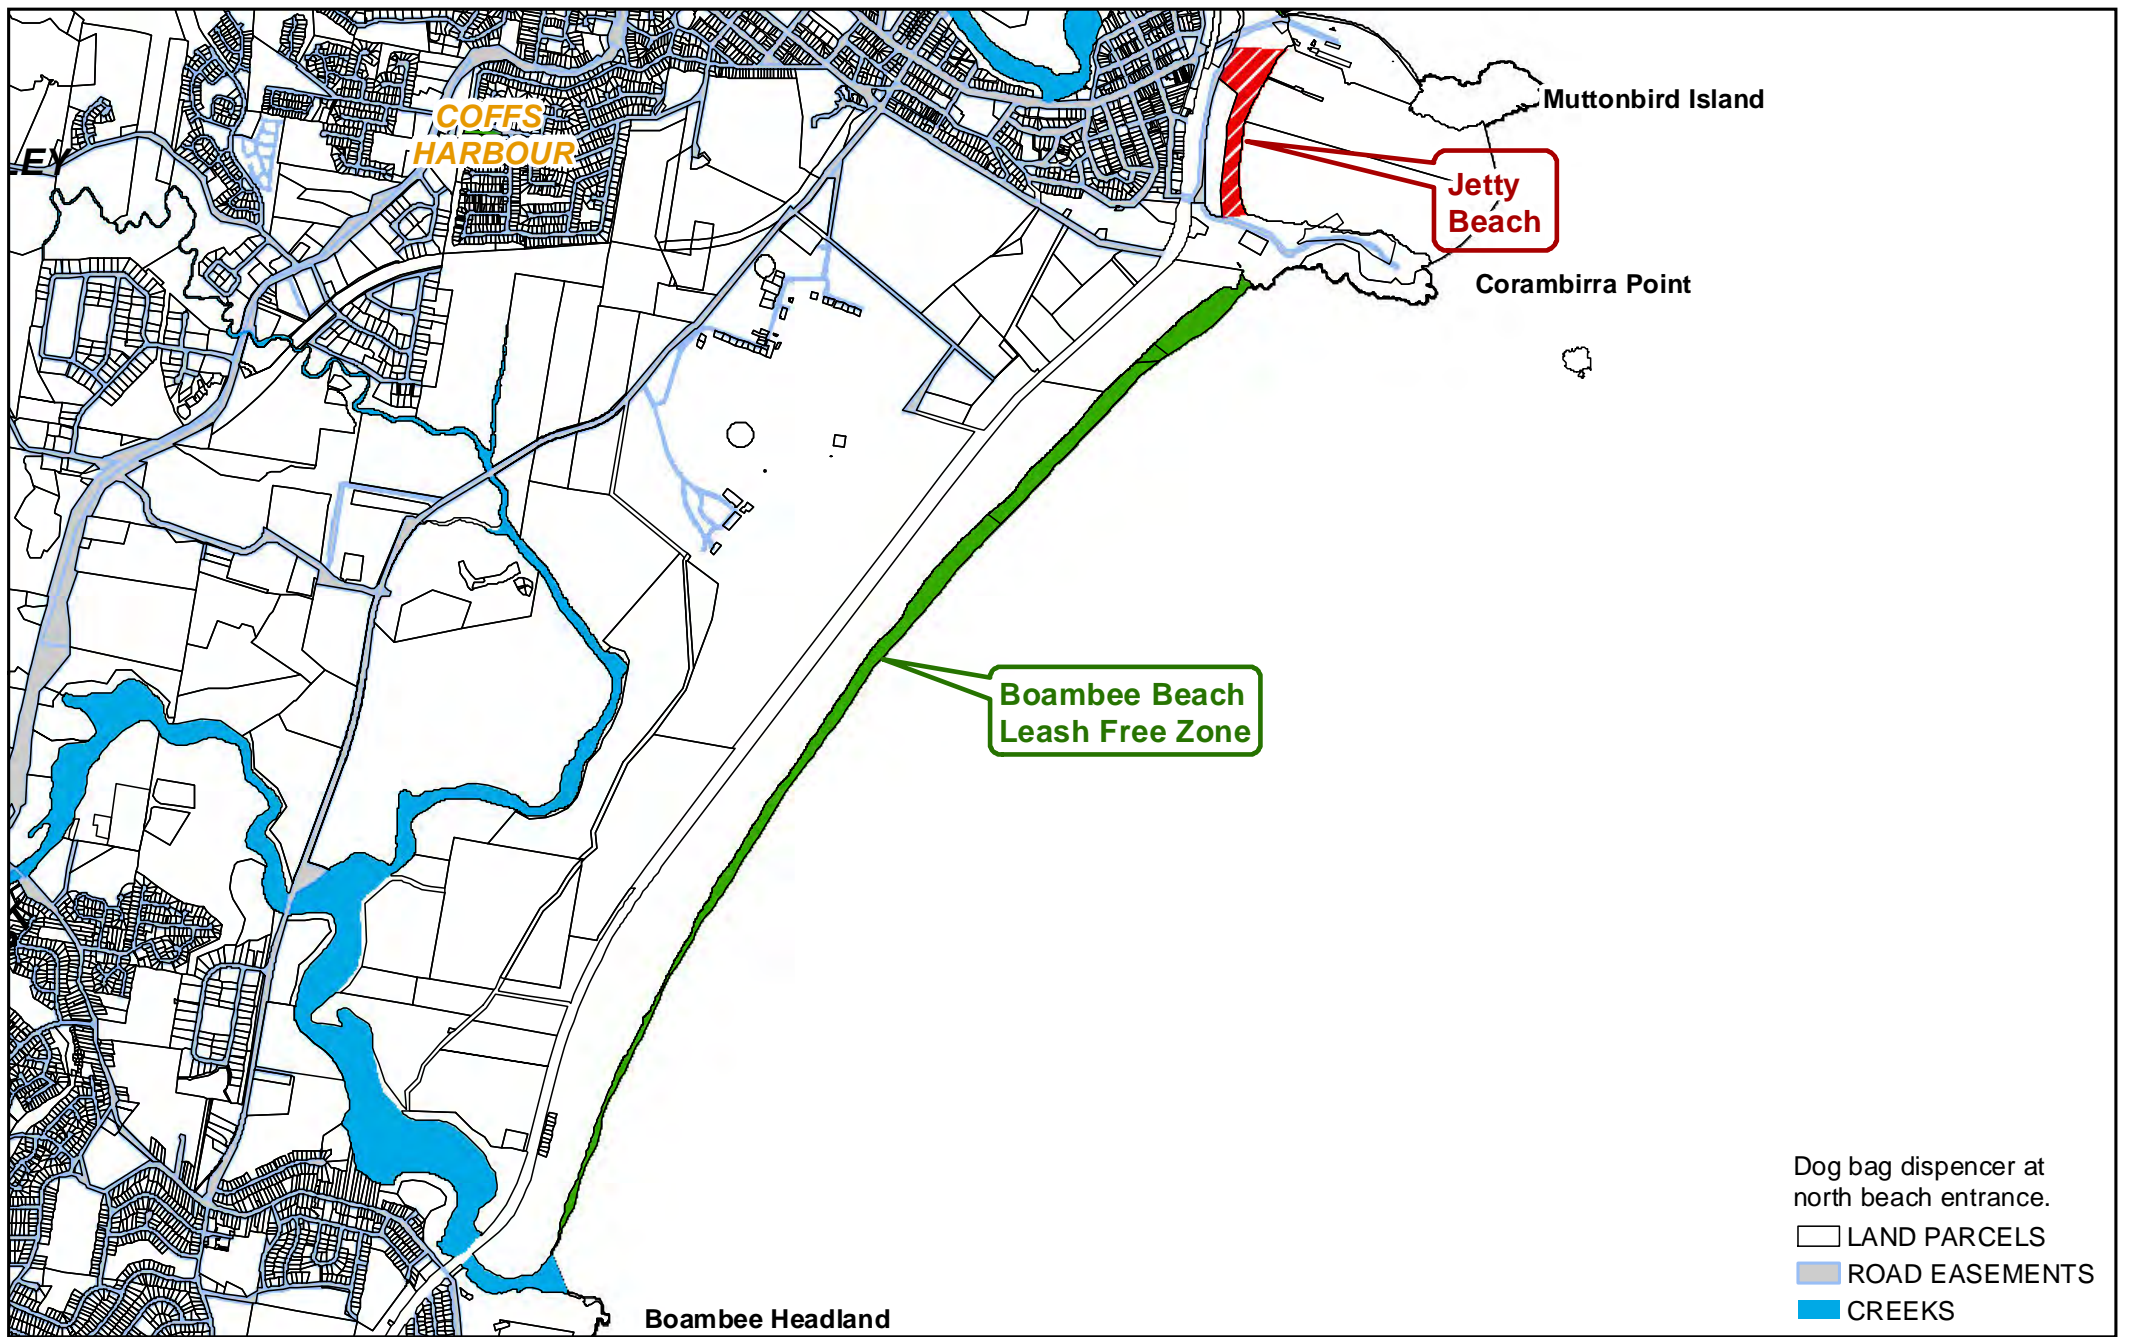 COFFS
HARBOUR
LEY
Muttonbird Island
Jetty
Beach
Corambirra Point
Boambee Beach
Leash Free Zone
Dog bag dispencer at
north beach entrance.
LAND PARCELS
ROAD EASEMENTS
CREEKS
Boambee Headland